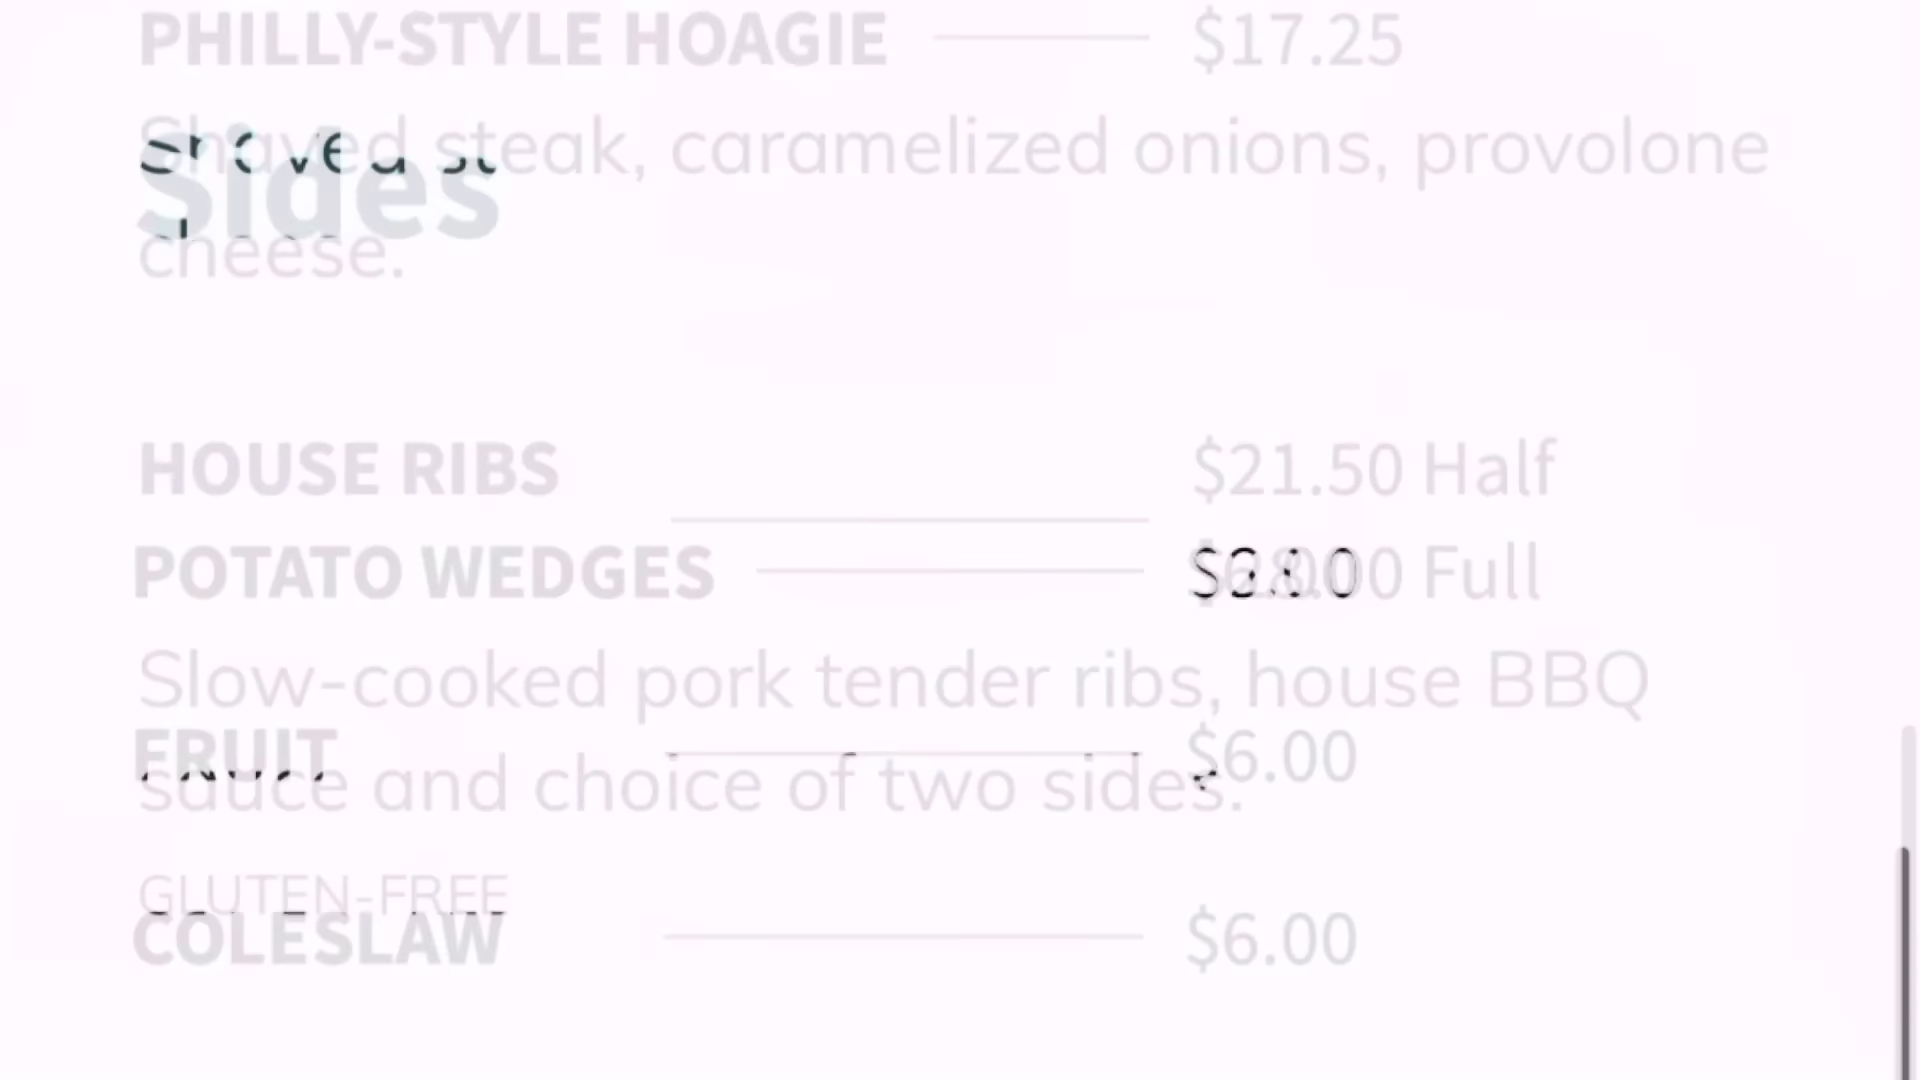 PHILLY-STYLE HOAGIE $17.25
Shaved steak, caramelized onions, provolone
Sides
cheese.
HOUSE RIBS $21.50 Half
POTATO WEDGES
Full
Slow-cooked pork tender ribs, house BBQ
FRUIT $6.00
sauce and choice of two sides.
GLUTEN-FREE
COLESLAW $6.00